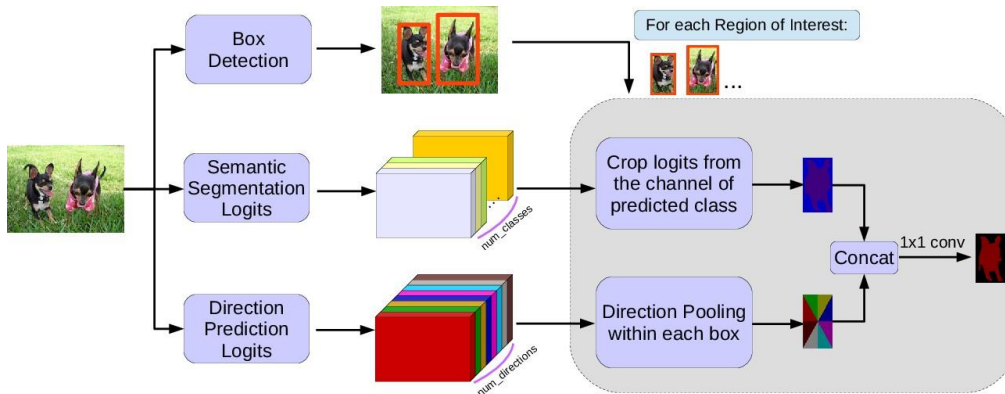 Box
Detection
For each Region of Interest:
...
Semantic
Segmentation
Logits
...
num_classes
Crop logits from
the channel of
predicted class
Concat
1x1 conv
Direction
Prediction
Logits
num_directions
Direction Pooling
within each box